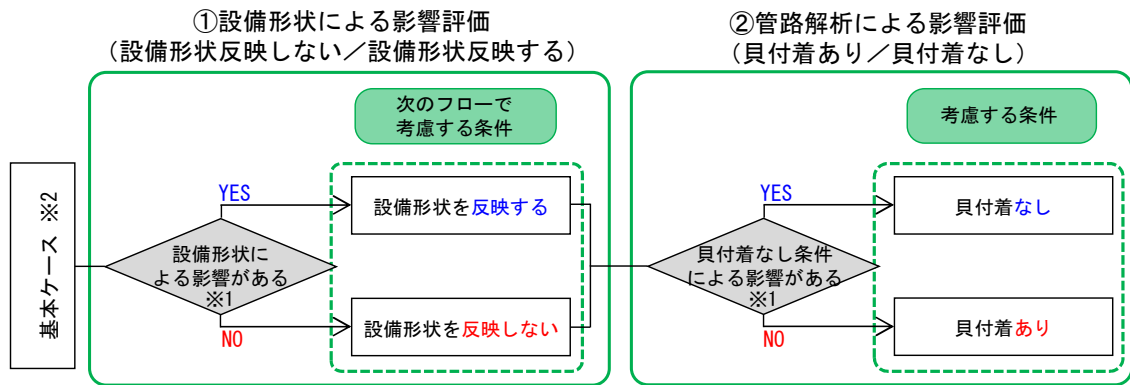 ①設備形状による影響評価
（設備形状反映しない／設備形状反映する）
次のフローで
考慮する条件
基本ケース ※2
設備形状に
よる影響がある
※1
YES
設備形状を反映する
NO
設備形状を反映しない
②管路解析による影響評価
（貝付着あり／貝付着なし）
考慮する条件
貝付着なし条件
による影響がある
※1
YES
貝付着なし
NO
貝付着あり